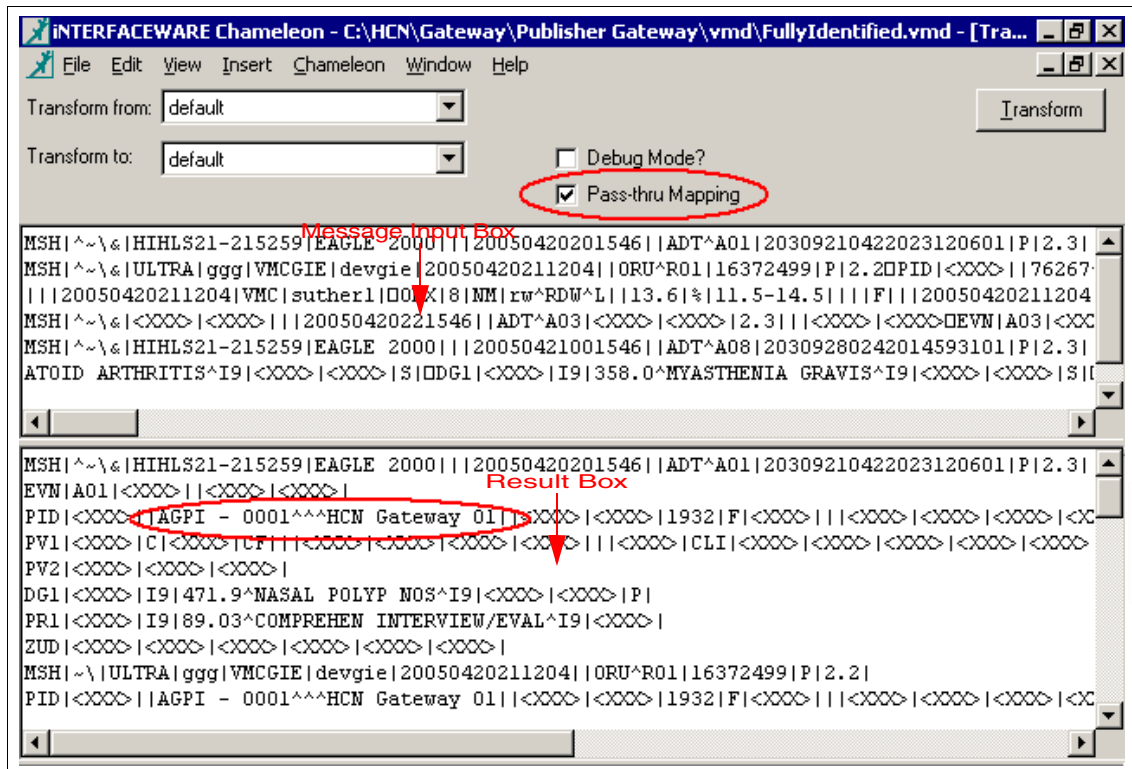 iNTERFACEWARE Chameleon - C:\HCN\Gateway\Publisher Gateway\vmd\FullyIdentified.vmd - [Tra...
File Edit View Insert Chameleon Window Help
Transform from: default
Transform
Transform to: default
Debug Mode?
Pass-thru Mapping
Message Input Box
MSH|^~\&|HIHLS21-215259|EAGLE 2000|||20050420201546||ADT^A01|20309210422023120601|P|2.3|
MSH|^~\&|ULTRA|ggg|VMCGIE|devgie|20050420211204||ORU^R01|16372499|P|2.2□PID|<XXX>||76267
|||20050420211204|VMC|sutherl|□OBX|8|NM|rw^RDW^L||13.6|%|11.5-14.5||||F|||20050420211204
MSH|^~\&|<XXX>|<XXX>|||20050420221546||ADT^A03|<XXX>|<XXX>|2.3|||<XXX>|<XXX>□EVN|A03|<XX
MSH|^~\&|HIHLS21-215259|EAGLE 2000|||20050421001546||ADT^A08|20309280242014593101|P|2.3|
ATOID ARTHRITIS^I9|<XXX>|<XXX>|S|□DG1|<XXX>|I9|358.0^MYASTHENIA GRAVIS^I9|<XXX>|<XXX>|S|
MSH|^~\&|HIHLS21-215259|EAGLE 2000|||20050420201546||ADT^A01|20309210422023120601|P|2.3|
Result Box
EVN|A01|<XXX>||<XXX>|<XXX>|
PID|<XXX>||AGPI - 0001^^^HCN Gateway 01||<XXX>|<XXX>|1932|F|<XXX>|||<XXX>|<XXX>|<XXX>|<X
PV1|<XXX>|C|<XXX>|CF|||<XXX>|<XXX>|<XXX>|<XXX>|||<XXX>|CLI|<XXX>|<XXX>|<XXX>|<XXX>|<XXX>
PV2|<XXX>|<XXX>|<XXX>|
DG1|<XXX>|I9|471.9^NASAL POLYP NOS^I9|<XXX>|<XXX>|P|
PR1|<XXX>|I9|89.03^COMPREHEN INTERVIEW/EVAL^I9|<XXX>|
ZUD|<XXX>|<XXX>|<XXX>|<XXX>|<XXX>|
MSH|~\|ULTRA|ggg|VMCGIE|devgie|20050420211204||ORU^R01|16372499|P|2.2|
PID|<XXX>||AGPI - 0001^^^HCN Gateway 01||<XXX>|<XXX>|1932|F|<XXX>|||<XXX>|<XXX>|<XXX>|<X